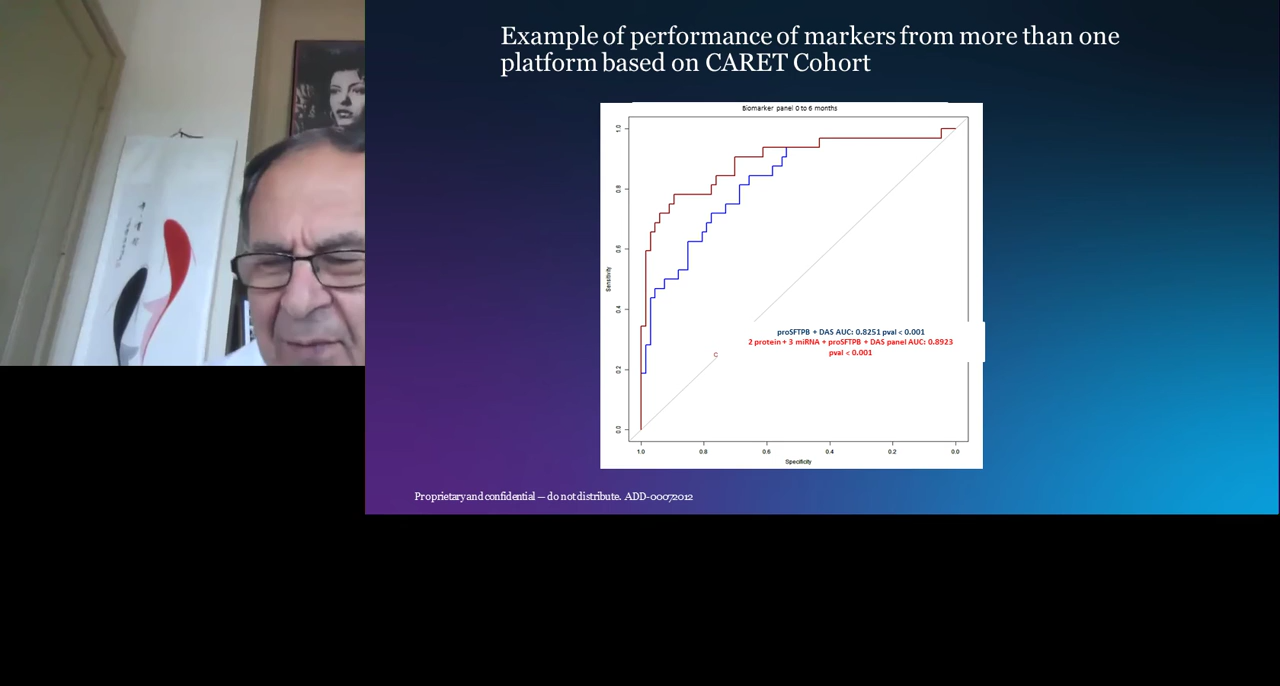 Example of performance of markers from more than one
platform based on CARET Cohort
Biomarker panel 0 to 6 months
1.0
0.8
0.6
0.4
0.2
0.0
Sensitivity
proSFTPB + DAS AUC: 0.8251 pval < 0.001
2 protein + 3 miRNA + proSFTPB + DAS panel AUC: 0.8923
pval < 0.001
1.0 0.8 0.6 0.4 0.2 0.0
Specificity
Proprietary and confidential — do not distribute. ADD-00072012